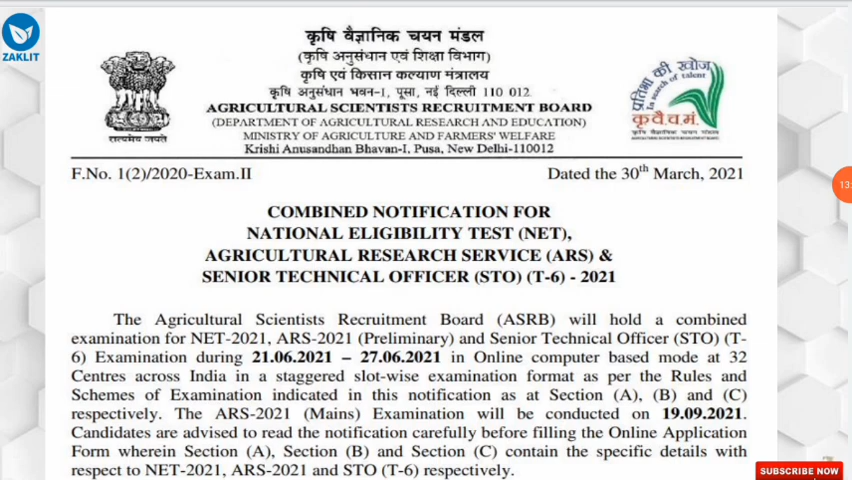 ZAKLIT
कृषि वैज्ञानिक चयन मंडल
(कृषि अनुसंधान एवं शिक्षा विभाग)
कृषि एवं किसान कल्याण मंत्रालय
कृषि अनुसंधान भवन-I, पूसा, नई दिल्ली 110 012
AGRICULTURAL SCIENTISTS RECRUITMENT BOARD
(DEPARTMENT OF AGRICULTURAL RESEARCH AND EDUCATION)
MINISTRY OF AGRICULTURE AND FARMERS' WELFARE
Krishi Anusandhan Bhavan-I, Pusa, New Delhi-110012
सत्यमेव जयते
प्रतिभा की खोज
In search of talent
कृ.वै.च.मं.
कृषि वैज्ञानिक चयन मण्डल
AGRICULTURAL SCIENTISTS RECRUITMENT BOARD
F.No. 1(2)/2020-Exam.II
Dated the 30th March, 2021
13:
COMBINED NOTIFICATION FOR
NATIONAL ELIGIBILITY TEST (NET),
AGRICULTURAL RESEARCH SERVICE (ARS) &
SENIOR TECHNICAL OFFICER (STO) (T-6) - 2021
The Agricultural Scientists Recruitment Board (ASRB) will hold a combined
examination for NET-2021, ARS-2021 (Preliminary) and Senior Technical Officer (STO) (T-
6) Examination during 21.06.2021 – 27.06.2021 in Online computer based mode at 32
Centres across India in a staggered slot-wise examination format as per the Rules and
Schemes of Examination indicated in this notification as at Section (A), (B) and (C)
respectively. The ARS-2021 (Mains) Examination will be conducted on 19.09.2021.
Candidates are advised to read the notification carefully before filling the Online Application
Form wherein Section (A), Section (B) and Section (C) contain the specific details with
respect to NET-2021, ARS-2021 and STO (T-6) respectively.
SUBSCRIBE NOW